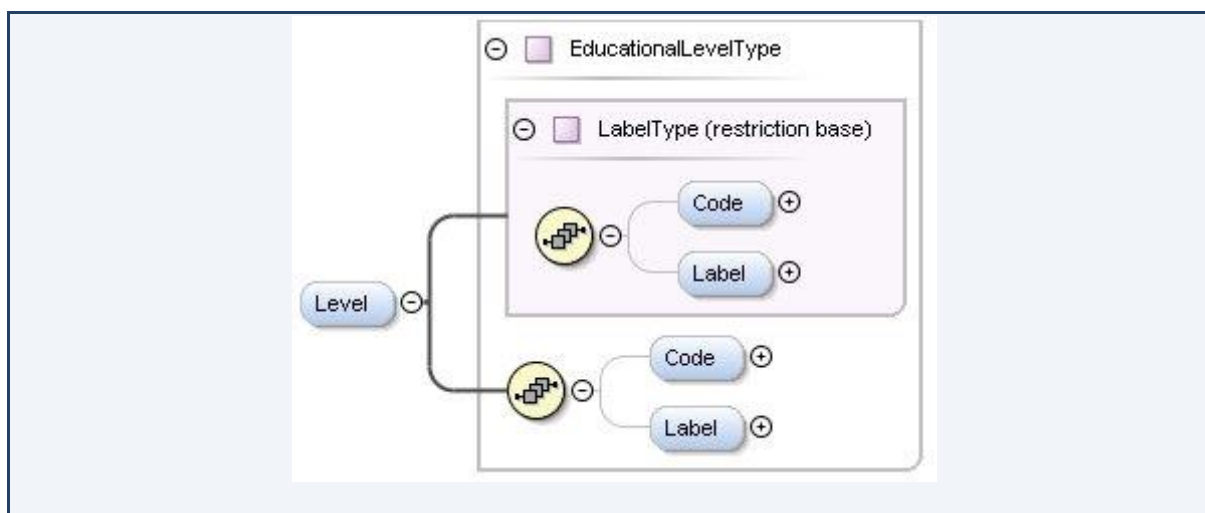 EducationalLevelType
LabelType (restriction base)
Code
Label
Level
Code
Label